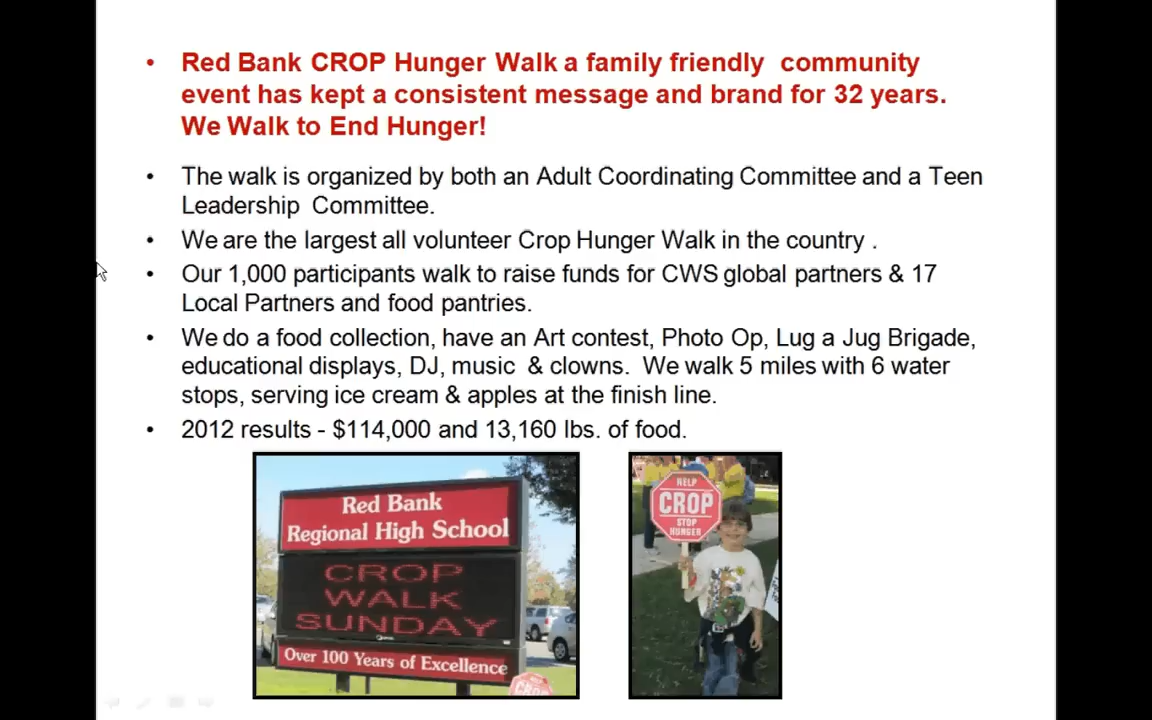 • Red Bank CROP Hunger Walk a family friendly community
event has kept a consistent message and brand for 32 years.
We Walk to End Hunger!
• The walk is organized by both an Adult Coordinating Committee and a Teen
Leadership Committee.
• We are the largest all volunteer Crop Hunger Walk in the country .
• Our 1,000 participants walk to raise funds for CWS global partners & 17
Local Partners and food pantries.
• We do a food collection, have an Art contest, Photo Op, Lug a Jug Brigade,
educational displays, DJ, music & clowns. We walk 5 miles with 6 water
stops, serving ice cream & apples at the finish line.
• 2012 results - $114,000 and 13,160 lbs. of food.
Red Bank
Regional High School
CROP
WALK
SUNDAY
Over 100 Years of Excellence
CROP
HELP
CROP
STOP
HUNGER